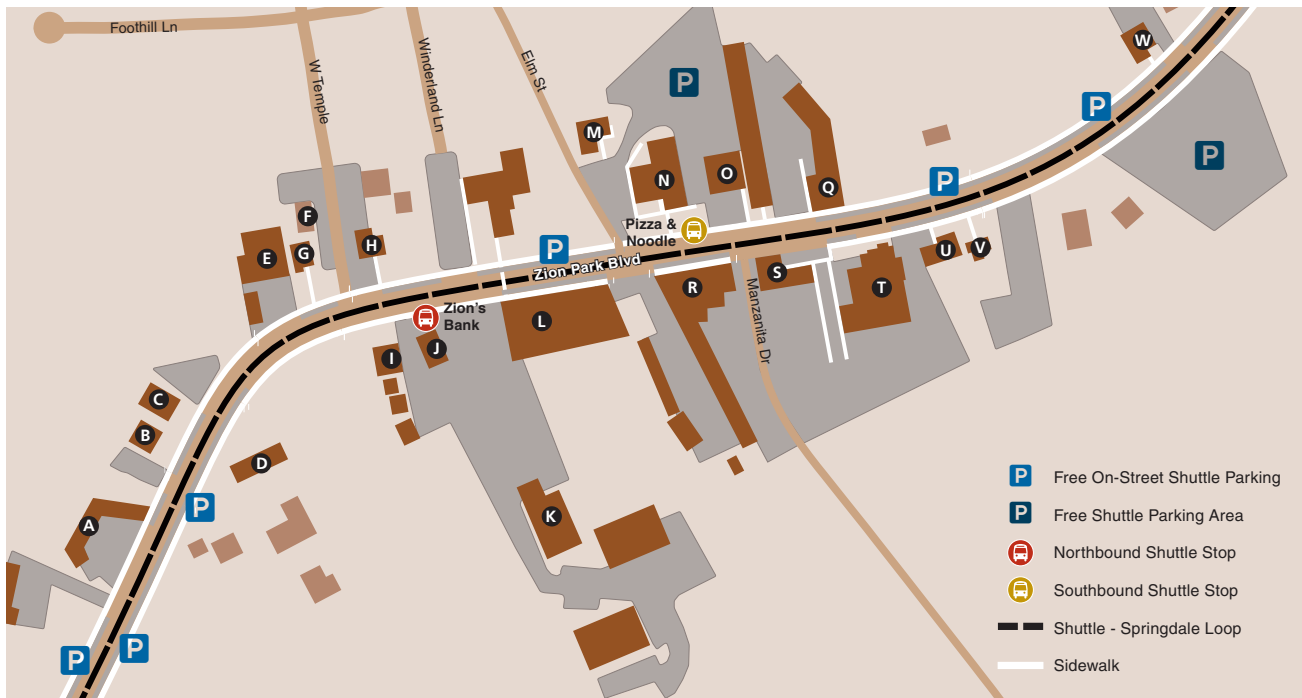 Foothill Ln
W Temple
Winderland Ln
Elm St
P
W
P
P
M
N
O
Q
P
F
G
H
E
Pizza &
Noodle
P
Zion Park Blvd
U
V
S
T
R
Zion's
Bank
L
I
J
Manzanita Dr
C
B
D
A
P
K
P
P
P Free On-Street Shuttle Parking
P Free Shuttle Parking Area
Northbound Shuttle Stop
Southbound Shuttle Stop
Shuttle - Springdale Loop
Sidewalk